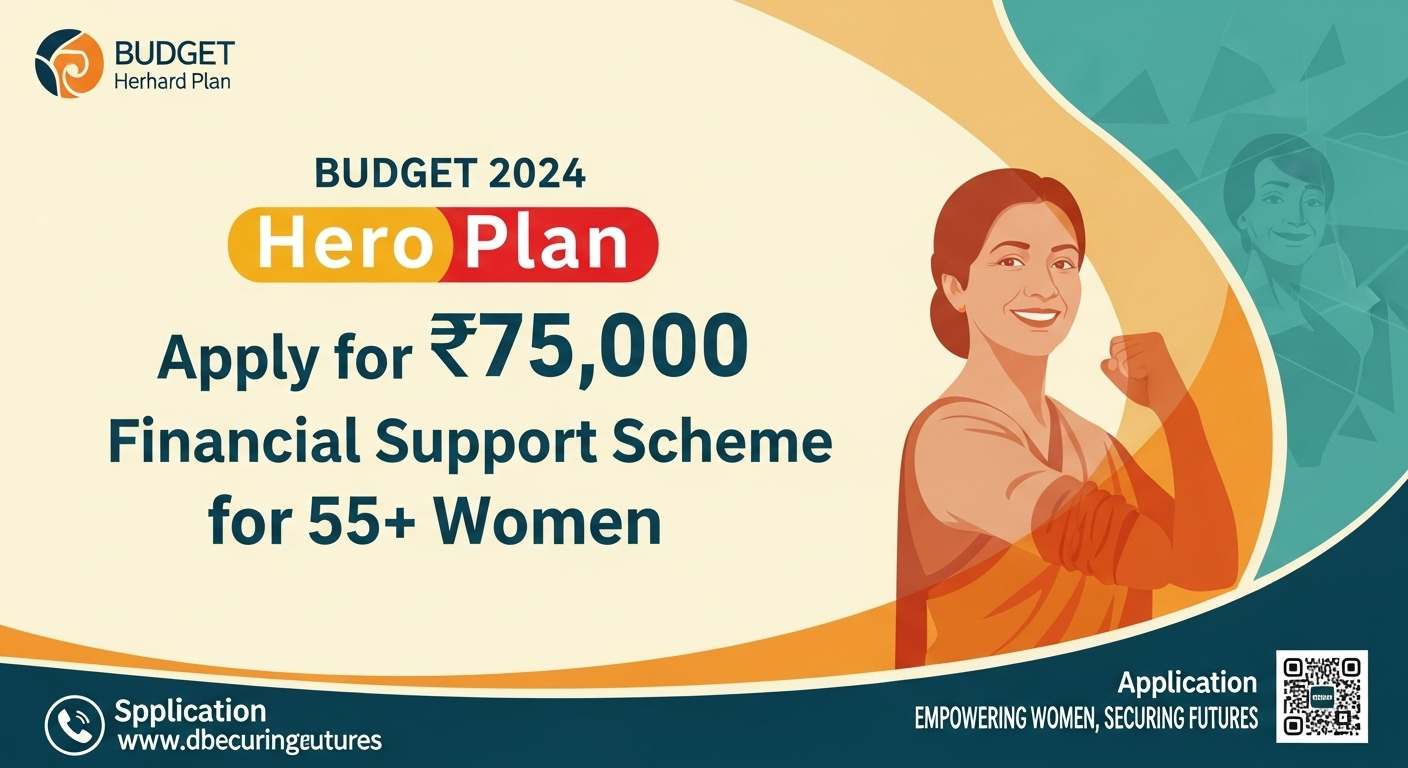 BUDGET
Herhard Plan
BUDGET 2024
Hero Plan
Apply for ₹75,000
Financial Support Scheme
for 55+ Women
Spplication
www.dbecuringeutures
Application
EMPOWERING WOMEN, SECURING FUTURES